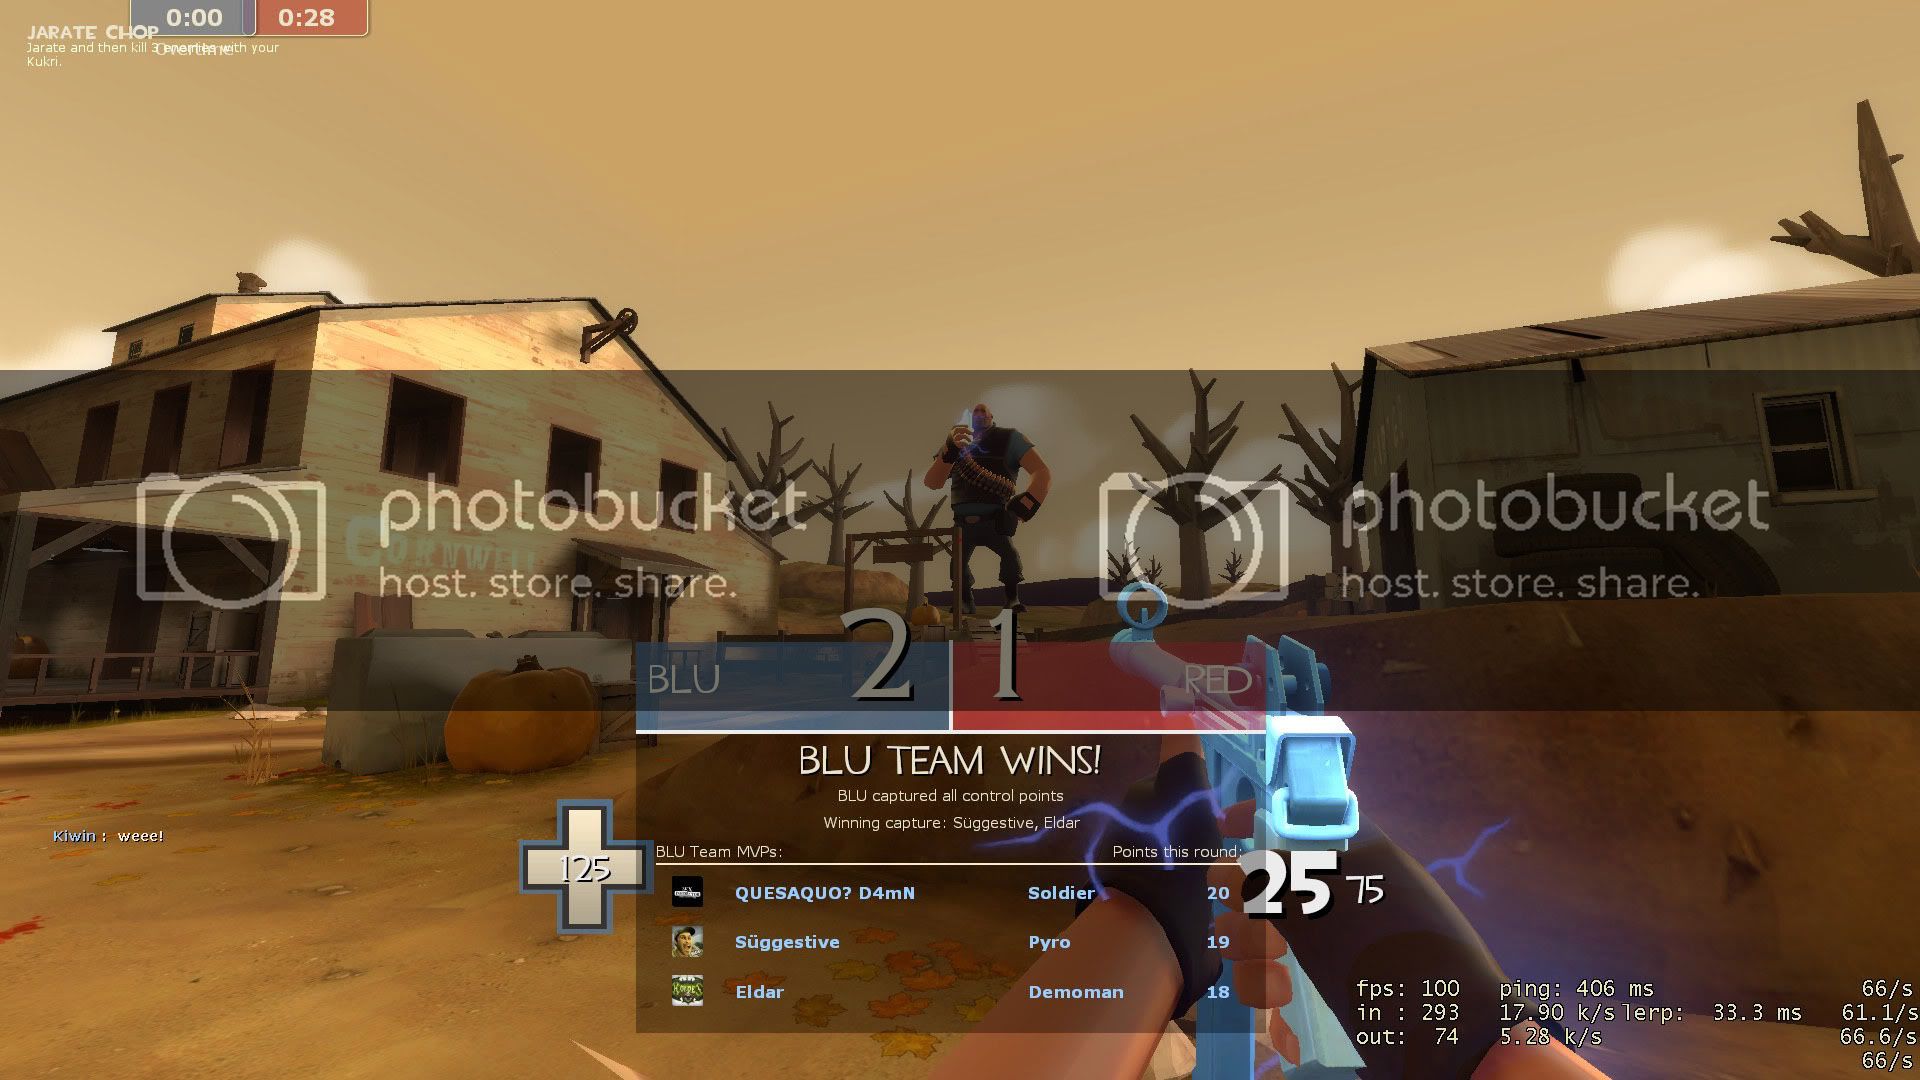 0:00 0:28
JARATE CHOP
Jarate and then kill 3 enemies with your
Overtime
Kukri.
photobucket
host. store. share.
photobucket
host. store. share.
CORNWELL
BLU 2 1 RED
BLU TEAM WINS!
BLU captured all control points
Winning capture: Süggestive, Eldar
Kiwin : weee!
BLU Team MVPs: Points this round:
125
QUESAQUO? D4mN Soldier 20
25 75
Süggestive Pyro 19
Eldar Demoman 18
fps: 100 ping: 406 ms 66/s
in : 293 17.90 k/s lerp: 33.3 ms 61.1/s
out: 74 5.28 k/s 66.6/s
66/s